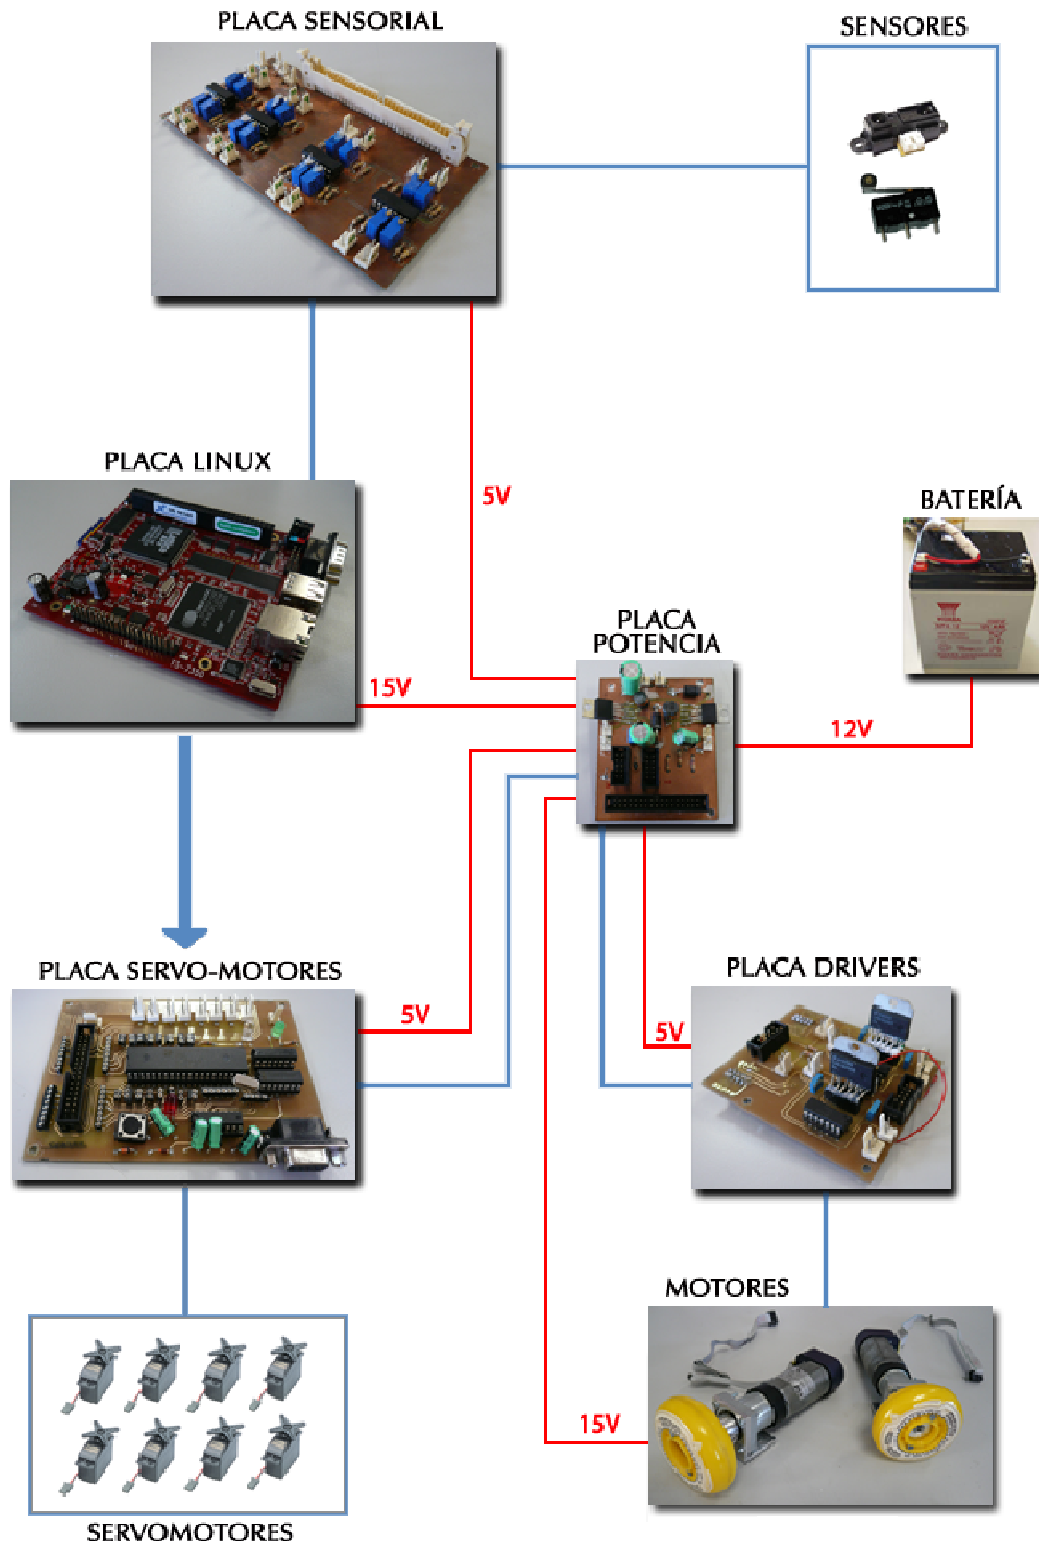 PLACA SENSORIAL
SENSORES
PLACA LINUX
5V
BATERÍA
PLACA
POTENCIA
15V
12V
PLACA SERVO-MOTORES
PLACA DRIVERS
5V
5V
MOTORES
15V
SERVOMOTORES